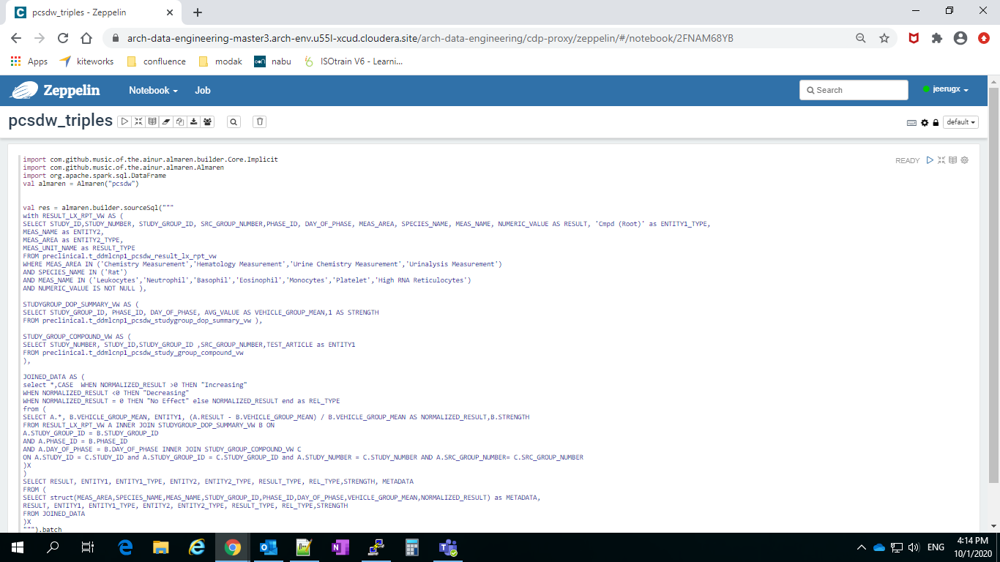 pcsdw_triples - Zeppelin
arch-data-engineering-master3.arch-env.u55l-xcud.cloudera.site/arch-data-engineering/cdp-proxy/zeppelin/#/notebook/2FNAM68YB
Apps kiteworks confluence modak nabu ISOtrain V6 - Learni...
Zeppelin Notebook Job Search jeerugx
pcsdw_triples default
READY
import com.github.music.of.the.ainur.almaren.builder.Core.Implicit
import com.github.music.of.the.ainur.almaren.Almaren
import org.apache.spark.sql.DataFrame
val almaren = Almaren("pcsdw")
val res = almaren.builder.sourceSql("""
with RESULT_LX_RPT_VW AS (
SELECT STUDY_ID,STUDY_NUMBER, STUDY_GROUP_ID, SRC_GROUP_NUMBER,PHASE_ID, DAY_OF_PHASE, MEAS_AREA, SPECIES_NAME, MEAS_NAME, NUMERIC_VALUE AS RESULT, 'Cmpd (Root)' as ENTITY1_TYPE,
MEAS_NAME as ENTITY2,
MEAS_AREA as ENTITY2_TYPE,
MEAS_UNIT_NAME as RESULT_TYPE
FROM preclinical.t_ddmlcnp1_pcsdw_result_lx_rpt_vw
WHERE MEAS_AREA IN ('Chemistry Measurement','Hematology Measurement','Urine Chemistry Measurement','Urinalysis Measurement')
AND SPECIES_NAME IN ('Rat')
AND MEAS_NAME IN ('Leukocytes','Neutrophil','Basophil','Eosinophil','Monocytes','Platelet','High RNA Reticulocytes')
AND NUMERIC_VALUE IS NOT NULL ),
STUDYGROUP_DOP_SUMMARY_VW AS (
SELECT STUDY_GROUP_ID, PHASE_ID, DAY_OF_PHASE, AVG_VALUE AS VEHICLE_GROUP_MEAN,1 AS STRENGTH
FROM preclinical.t_ddmlcnp1_pcsdw_studygroup_dop_summary_vw ),
STUDY_GROUP_COMPOUND_VW AS (
SELECT STUDY_NUMBER, STUDY_ID,STUDY_GROUP_ID ,SRC_GROUP_NUMBER,TEST_ARTICLE as ENTITY1
FROM preclinical.t_ddmlcnp1_pcsdw_study_group_compound_vw
),
JOINED_DATA AS (
select *,CASE  WHEN NORMALIZED_RESULT >0 THEN "Increasing"
WHEN NORMALIZED_RESULT <0 THEN "Decreasing"
WHEN NORMALIZED_RESULT = 0 THEN "No Effect" else NORMALIZED_RESULT end as REL_TYPE
from (
SELECT A.*, B.VEHICLE_GROUP_MEAN, ENTITY1, (A.RESULT - B.VEHICLE_GROUP_MEAN) / B.VEHICLE_GROUP_MEAN AS NORMALIZED_RESULT,B.STRENGTH
FROM RESULT_LX_RPT_VW A INNER JOIN STUDYGROUP_DOP_SUMMARY_VW B ON
A.STUDY_GROUP_ID = B.STUDY_GROUP_ID
AND A.PHASE_ID = B.PHASE_ID
AND A.DAY_OF_PHASE = B.DAY_OF_PHASE INNER JOIN STUDY_GROUP_COMPOUND_VW C
ON A.STUDY_ID = C.STUDY_ID and A.STUDY_GROUP_ID = C.STUDY_GROUP_ID and A.STUDY_NUMBER = C.STUDY_NUMBER AND A.SRC_GROUP_NUMBER= C.SRC_GROUP_NUMBER
)X
)
SELECT RESULT, ENTITY1, ENTITY1_TYPE, ENTITY2, ENTITY2_TYPE, RESULT_TYPE, REL_TYPE,STRENGTH, METADATA
FROM (
SELECT struct(MEAS_AREA,SPECIES_NAME,MEAS_NAME,STUDY_GROUP_ID,PHASE_ID,DAY_OF_PHASE,VEHICLE_GROUP_MEAN,NORMALIZED_RESULT) as METADATA,
RESULT, ENTITY1, ENTITY1_TYPE, ENTITY2, ENTITY2_TYPE, RESULT_TYPE, REL_TYPE,STRENGTH
FROM JOINED_DATA
)X
""").batch
ENG
4:14 PM
10/1/2020